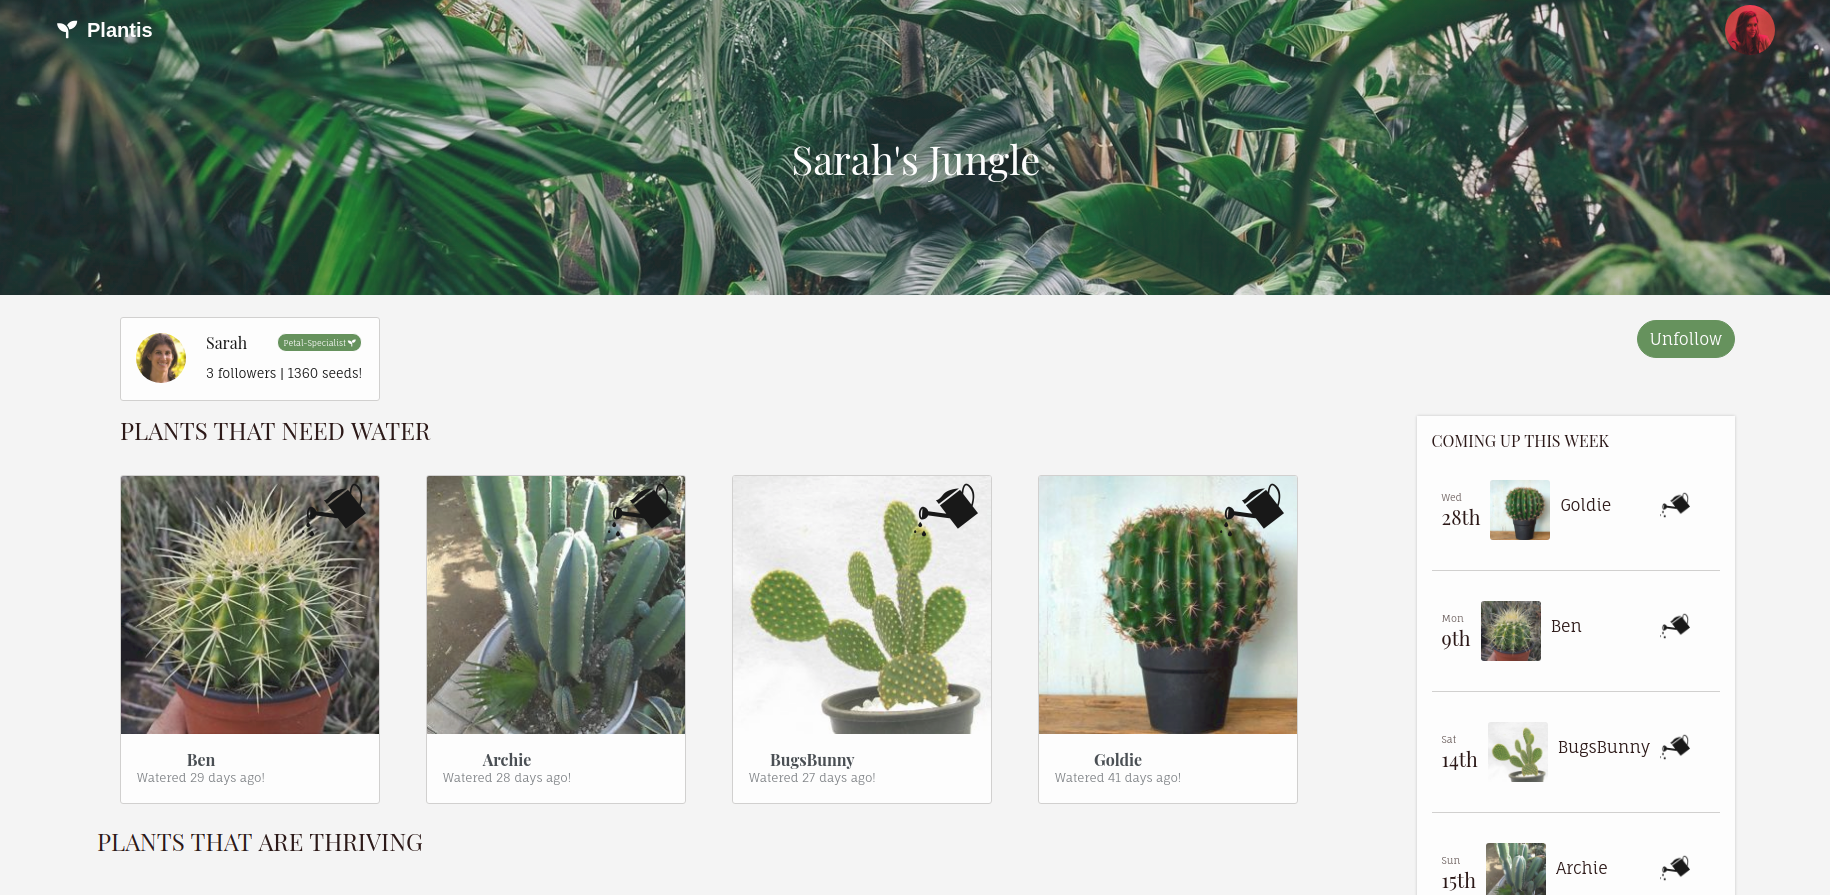 Plantis
Sarah's Jungle
Sarah
Petal-Specialist
3 followers | 1360 seeds!
Unfollow
PLANTS THAT NEED WATER
Ben
Watered 29 days ago!
Archie
Watered 28 days ago!
BugsBunny
Watered 27 days ago!
Goldie
Watered 41 days ago!
PLANTS THAT ARE THRIVING
COMING UP THIS WEEK
Wed
28th
Goldie
Mon
9th
Ben
Sat
14th
BugsBunny
Sun
15th
Archie